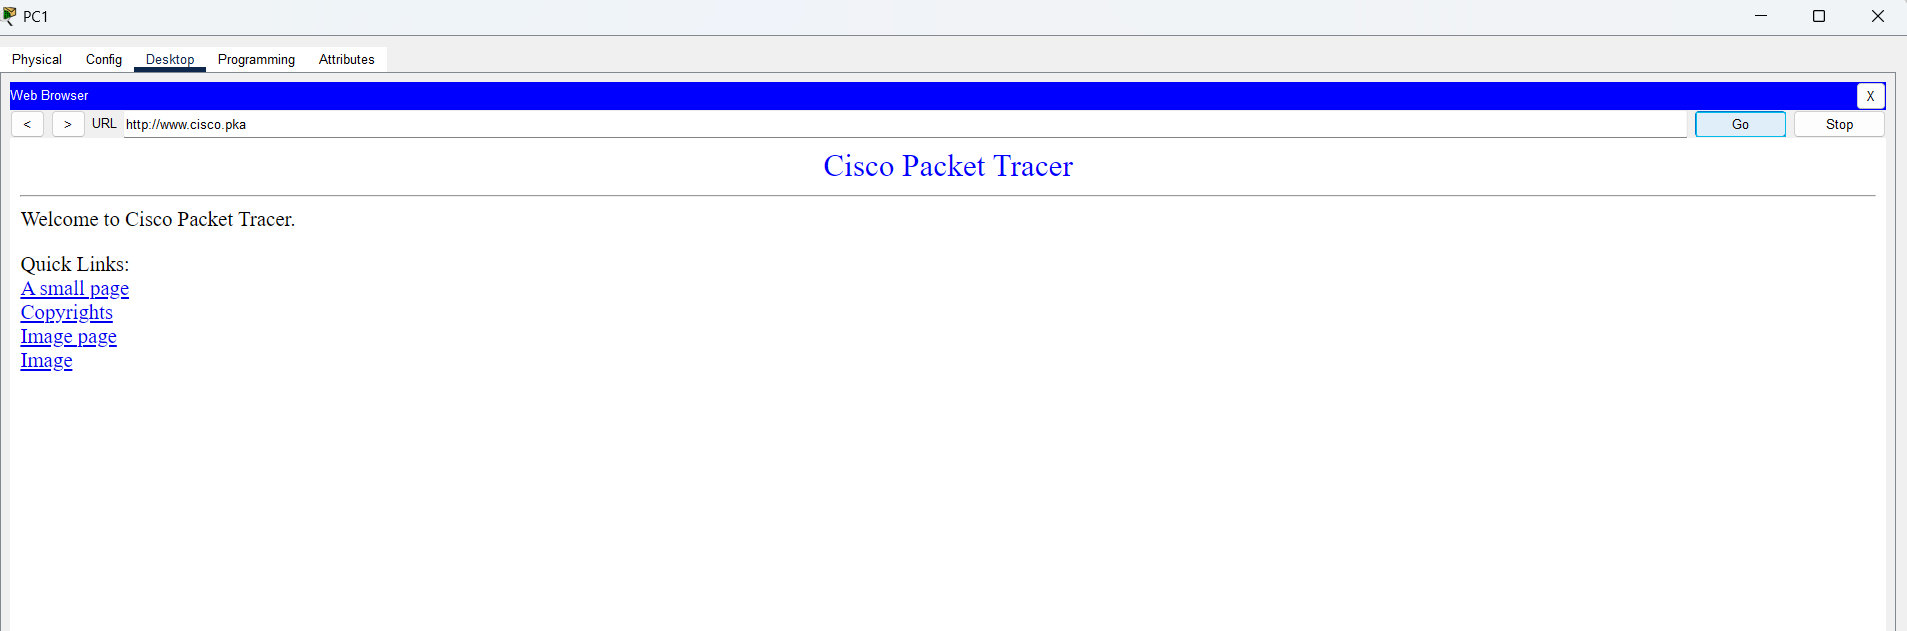 PC1
Physical Config Desktop Programming Attributes
Web Browser X
< > URL http://www.cisco.pka Go Stop
Cisco Packet Tracer
Welcome to Cisco Packet Tracer.
Quick Links:
A small page
Copyrights
Image page
Image